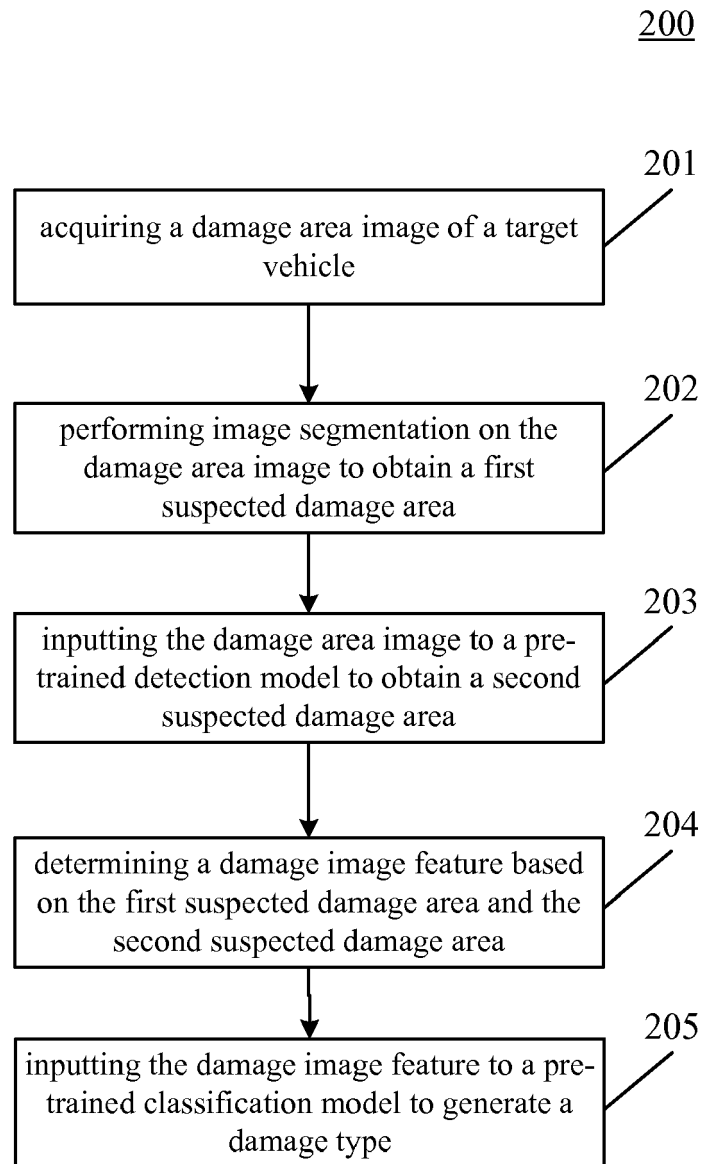 200
201
acquiring a damage area image of a target
vehicle
202
performing image segmentation on the
damage area image to obtain a first
suspected damage area
203
inputting the damage area image to a pre-
trained detection model to obtain a second
suspected damage area
204
determining a damage image feature based
on the first suspected damage area and the
second suspected damage area
205
inputting the damage image feature to a pre-
trained classification model to generate a
damage type